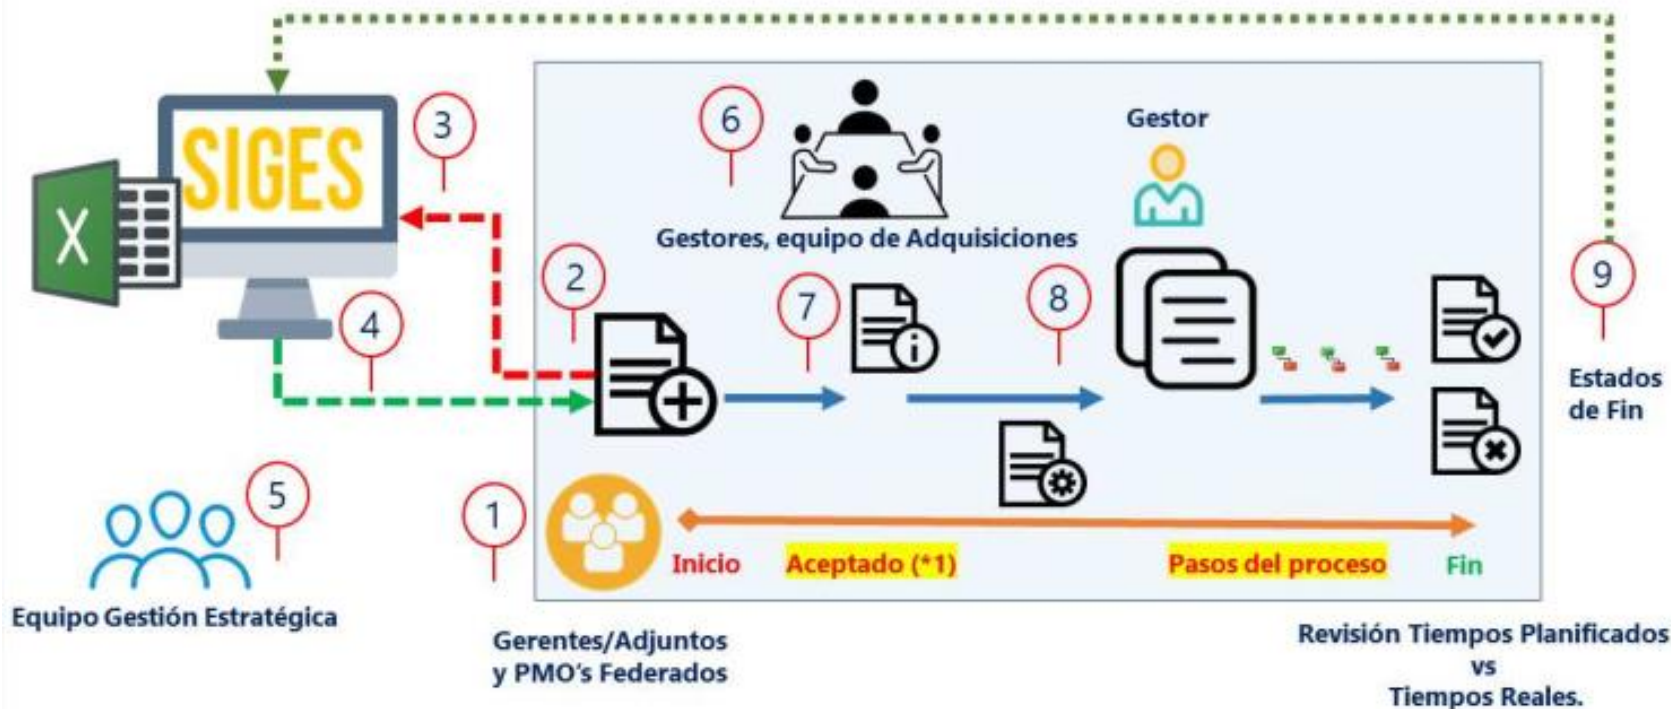 SIGES
X
3
6
Gestor
Gestores, equipo de Adquisiciones
2
7
8
9
4
i
Estados
de Fin
5
1
Inicio
Aceptado (*1)
Pasos del proceso
Fin
Equipo Gestión Estratégica
Gerentes/Adjuntos
y PMO's Federados
Revisión Tiempos Planificados
vs
Tiempos Reales.